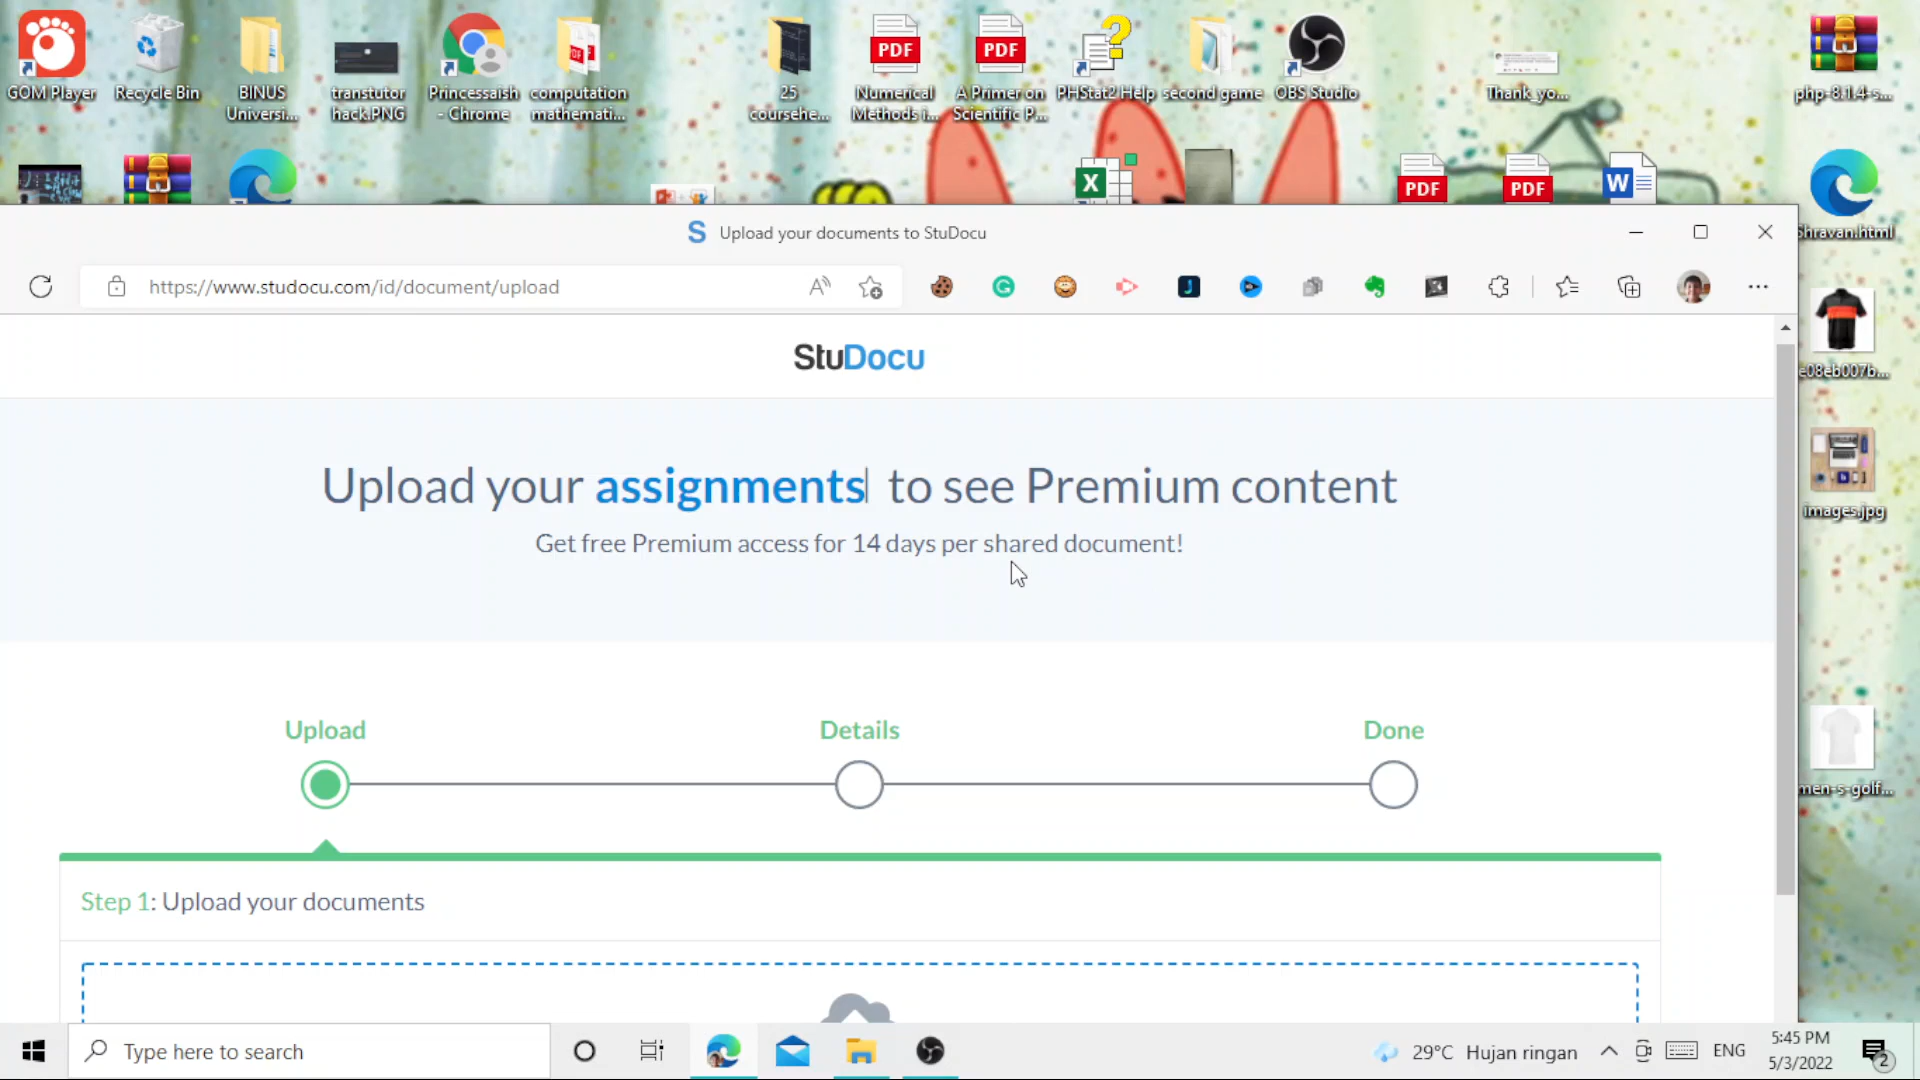 GOM Player
Recycle Bin
BINUS
Universi...
transtutor
hack.PNG
Princessaish
- Chrome
computation
mathemati...
25
coursehe...
Numerical
Methods i...
A Primer on
Scientific P...
PHStat2 Help
second game
OBS Studio
Thank_yo...
php-8.1.4-s...
PDF
PDF
PDF
PDF
Shravan.html
Upload your documents to StuDocu
https://www.studocu.com/id/document/upload
e08eb007b...
StuDocu
Upload your assignments to see Premium content
Get free Premium access for 14 days per shared document!
images.jpg
Upload
Details
Done
men-s-golf...
Step 1: Upload your documents
Type here to search
29°C Hujan ringan
ENG
5:45 PM
5/3/2022
2